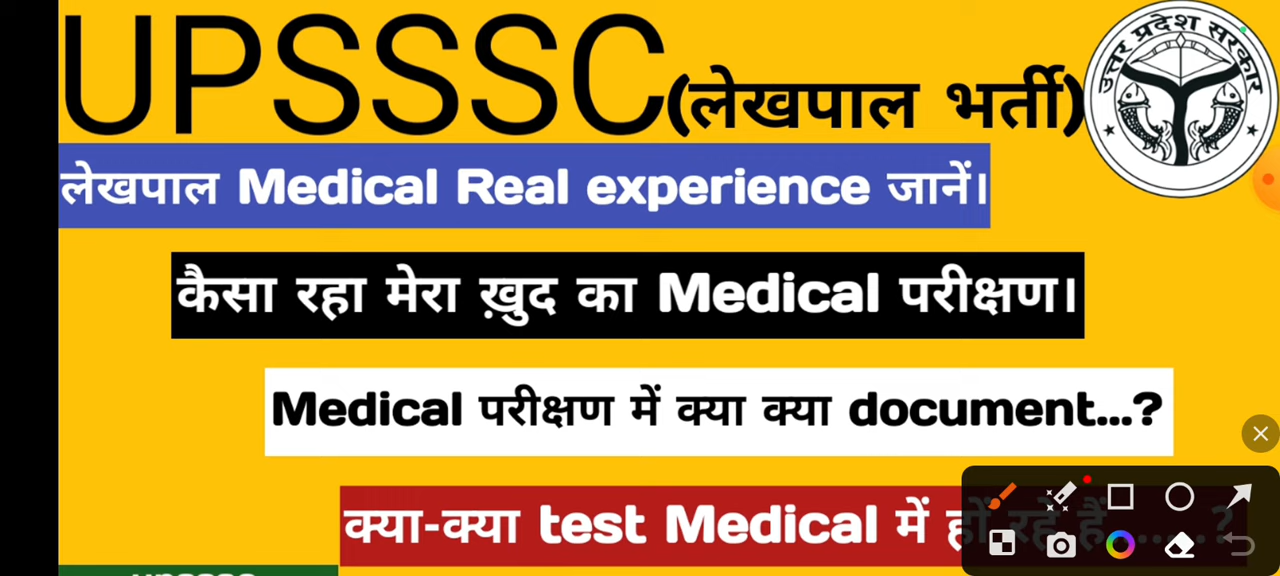 UPSSSC(लेखपाल भर्ती)
उत्तर प्रदेश सरकार
लेखपाल Medical Real experience जानें।
कैसा रहा मेरा ख़ुद का Medical परीक्षण।
Medical परीक्षण में क्या क्या document...?
क्या-क्या test Medical में हों रहे हैं......?